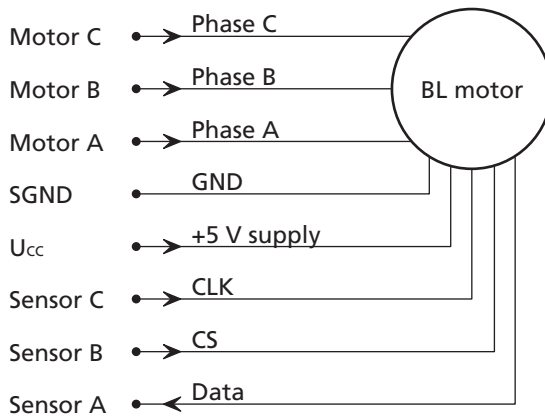 Motor C Phase C
Motor B Phase B BL motor
Motor A Phase A
SGND GND
Ucc +5 V supply
Sensor C CLK
Sensor B CS
Sensor A Data